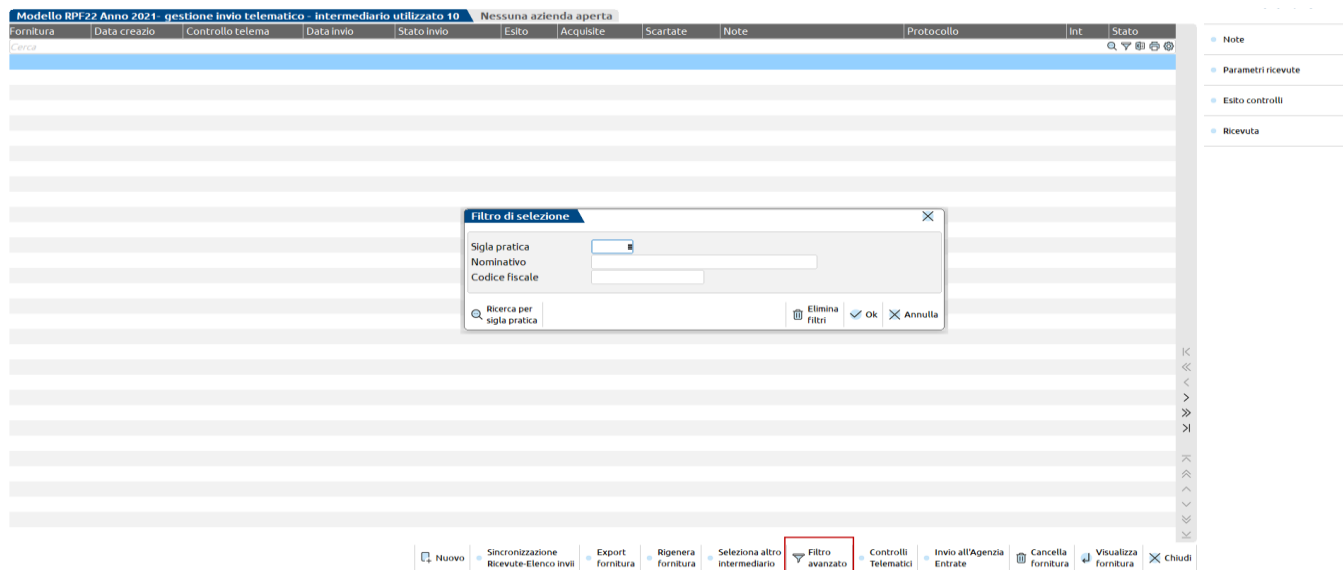 Modello RPF22 Anno 2021- gestione invio telematico - intermediario utilizzato 10 Nessuna azienda aperta
Fornitura Data creazio Controllo telema Data invio Stato invio Esito Acquisite Scartate Note Protocollo Int Stato
Cerca
Note
Parametri ricevute
Esito controlli
Ricevuta
Filtro di selezione
Sigla pratica
Nominativo
Codice fiscale
Ricerca per
sigla pratica
Elimina
filtri
Ok
Annulla
Nuovo
Sincronizzazione
Ricevute-Elenco invii
Export
fornitura
Rigenera
fornitura
Seleziona altro
intermediario
Filtro
avanzato
Controlli
Telematici
Invio all'Agenzia
Entrate
Cancella
fornitura
Visualizza
fornitura
Chiudi